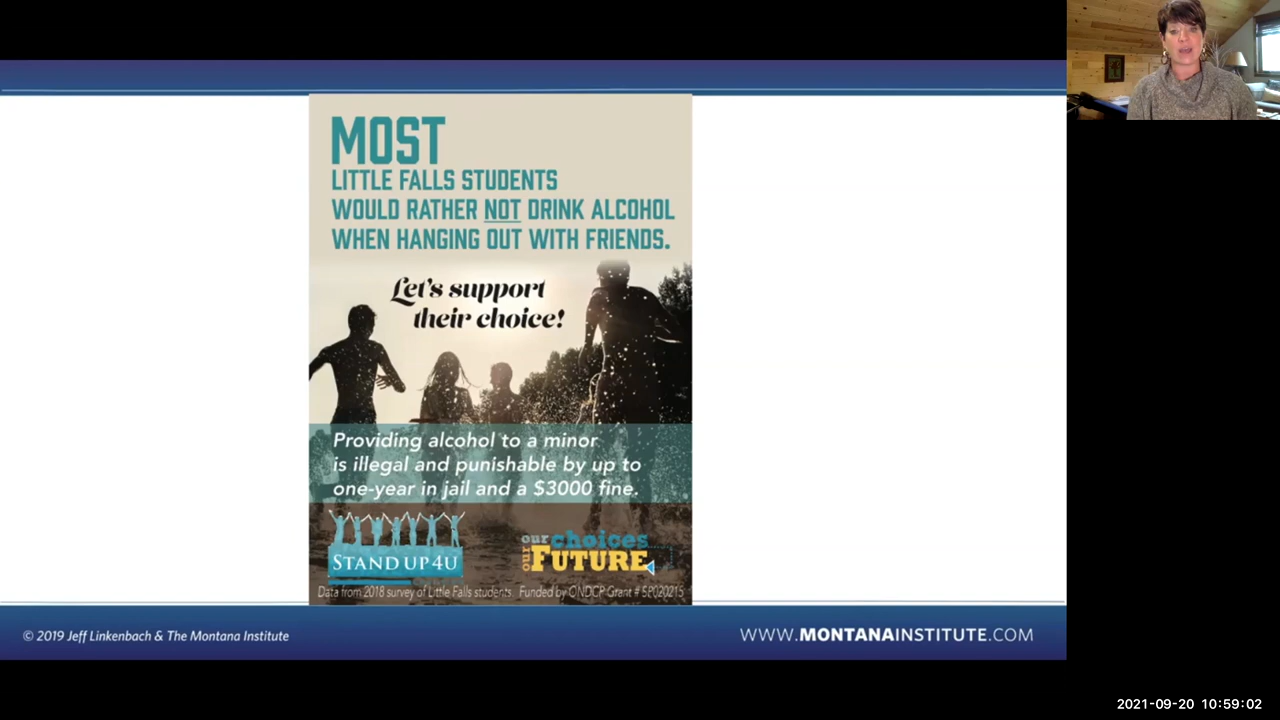 MOST
LITTLE FALLS STUDENTS
WOULD RATHER NOT DRINK ALCOHOL
WHEN HANGING OUT WITH FRIENDS.
Let's support
their choice!
Providing alcohol to a minor
is illegal and punishable by up to
one-year in jail and a $3000 fine.
STAND UP 4U
our choices
our FUTURE
Data from 2018 survey of Little Falls students. Funded by ONDCP Grant # SP020215
© 2019 Jeff Linkenbach & The Montana Institute
WWW.MONTANAINSTITUTE.COM
2021-09-20 10:59:02